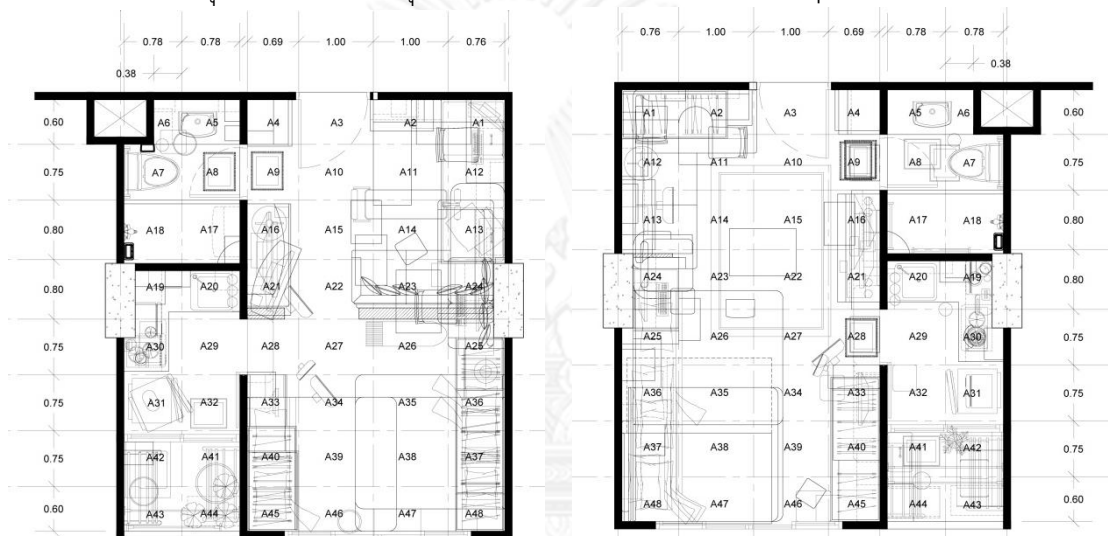 0.78 0.78 0.69 1.00 1.00 0.76
0.38
0.60 A6 A5 A4 A3 A2 A1
0.75 A7 A8 A9 A10 A11 A12
0.80 A18 A17 A16 A15 A14 A13
0.80 A19 A20 A21 A22 A23 A24
0.75 A30 A29 A28 A27 A26 A25
0.75 A31 A32 A33 A34 A35 A36
0.75 A42 A41 A40 A39 A38 A37
0.60 A43 A44 A45 A46 A47 A48
0.76 1.00 1.00 0.69 0.78 0.78
0.38
A1 A2 A3 A4 A5 A6 0.60
A12 A11 A10 A9 A8 A7 0.75
A13 A14 A15 A16 A17 A18 0.80
A24 A23 A22 A21 A20 A19 0.80
A25 A26 A27 A28 A29 A30 0.75
A36 A35 A34 A33 A32 A31 0.75
A37 A38 A39 A40 A41 A42 0.75
A48 A47 A46 A45 A44 A43 0.60